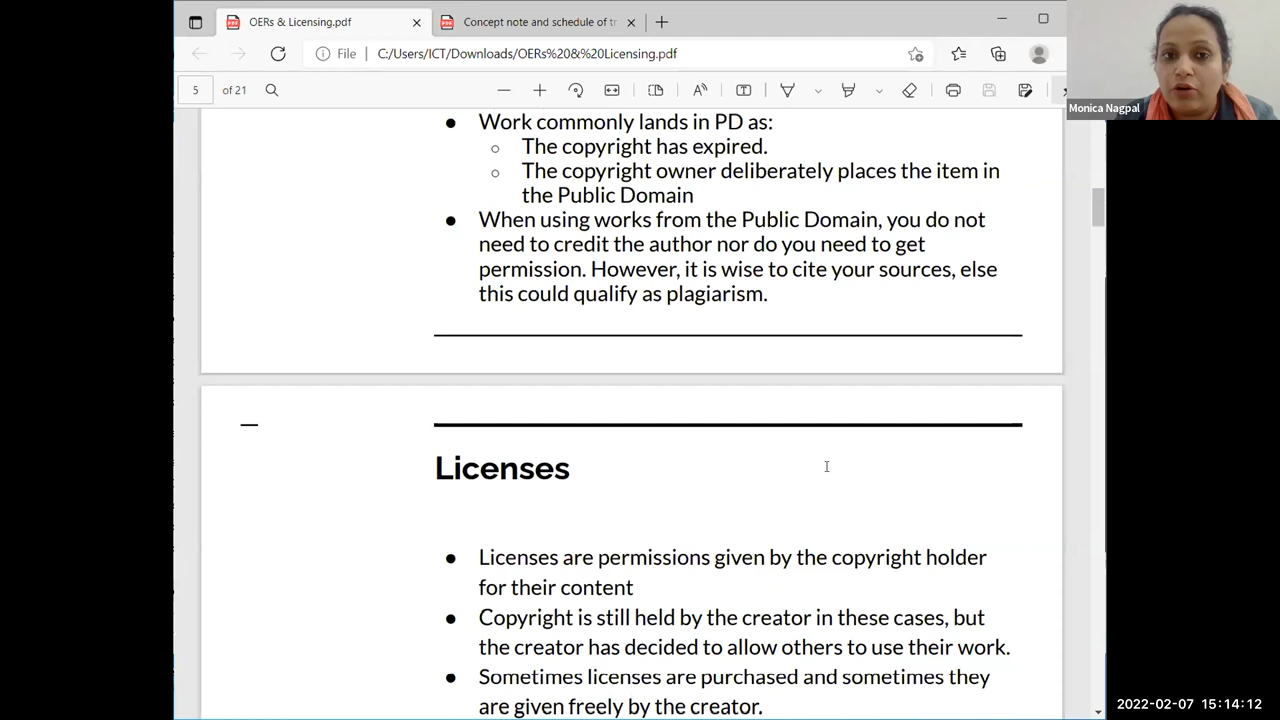 OERs & Licensing.pdf
Concept note and schedule of tr
File
C:/Users/ICT/Downloads/OERs%20&%20Licensing.pdf
5 of 21
Monica Nagpal
● Work commonly lands in PD as:
○ The copyright has expired.
○ The copyright owner deliberately places the item in
the Public Domain
● When using works from the Public Domain, you do not
need to credit the author nor do you need to get
permission. However, it is wise to cite your sources, else
this could qualify as plagiarism.
Licenses
● Licenses are permissions given by the copyright holder
for their content
● Copyright is still held by the creator in these cases, but
the creator has decided to allow others to use their work.
● Sometimes licenses are purchased and sometimes they
are given freely by the creator.
2022-02-07 15:14:12